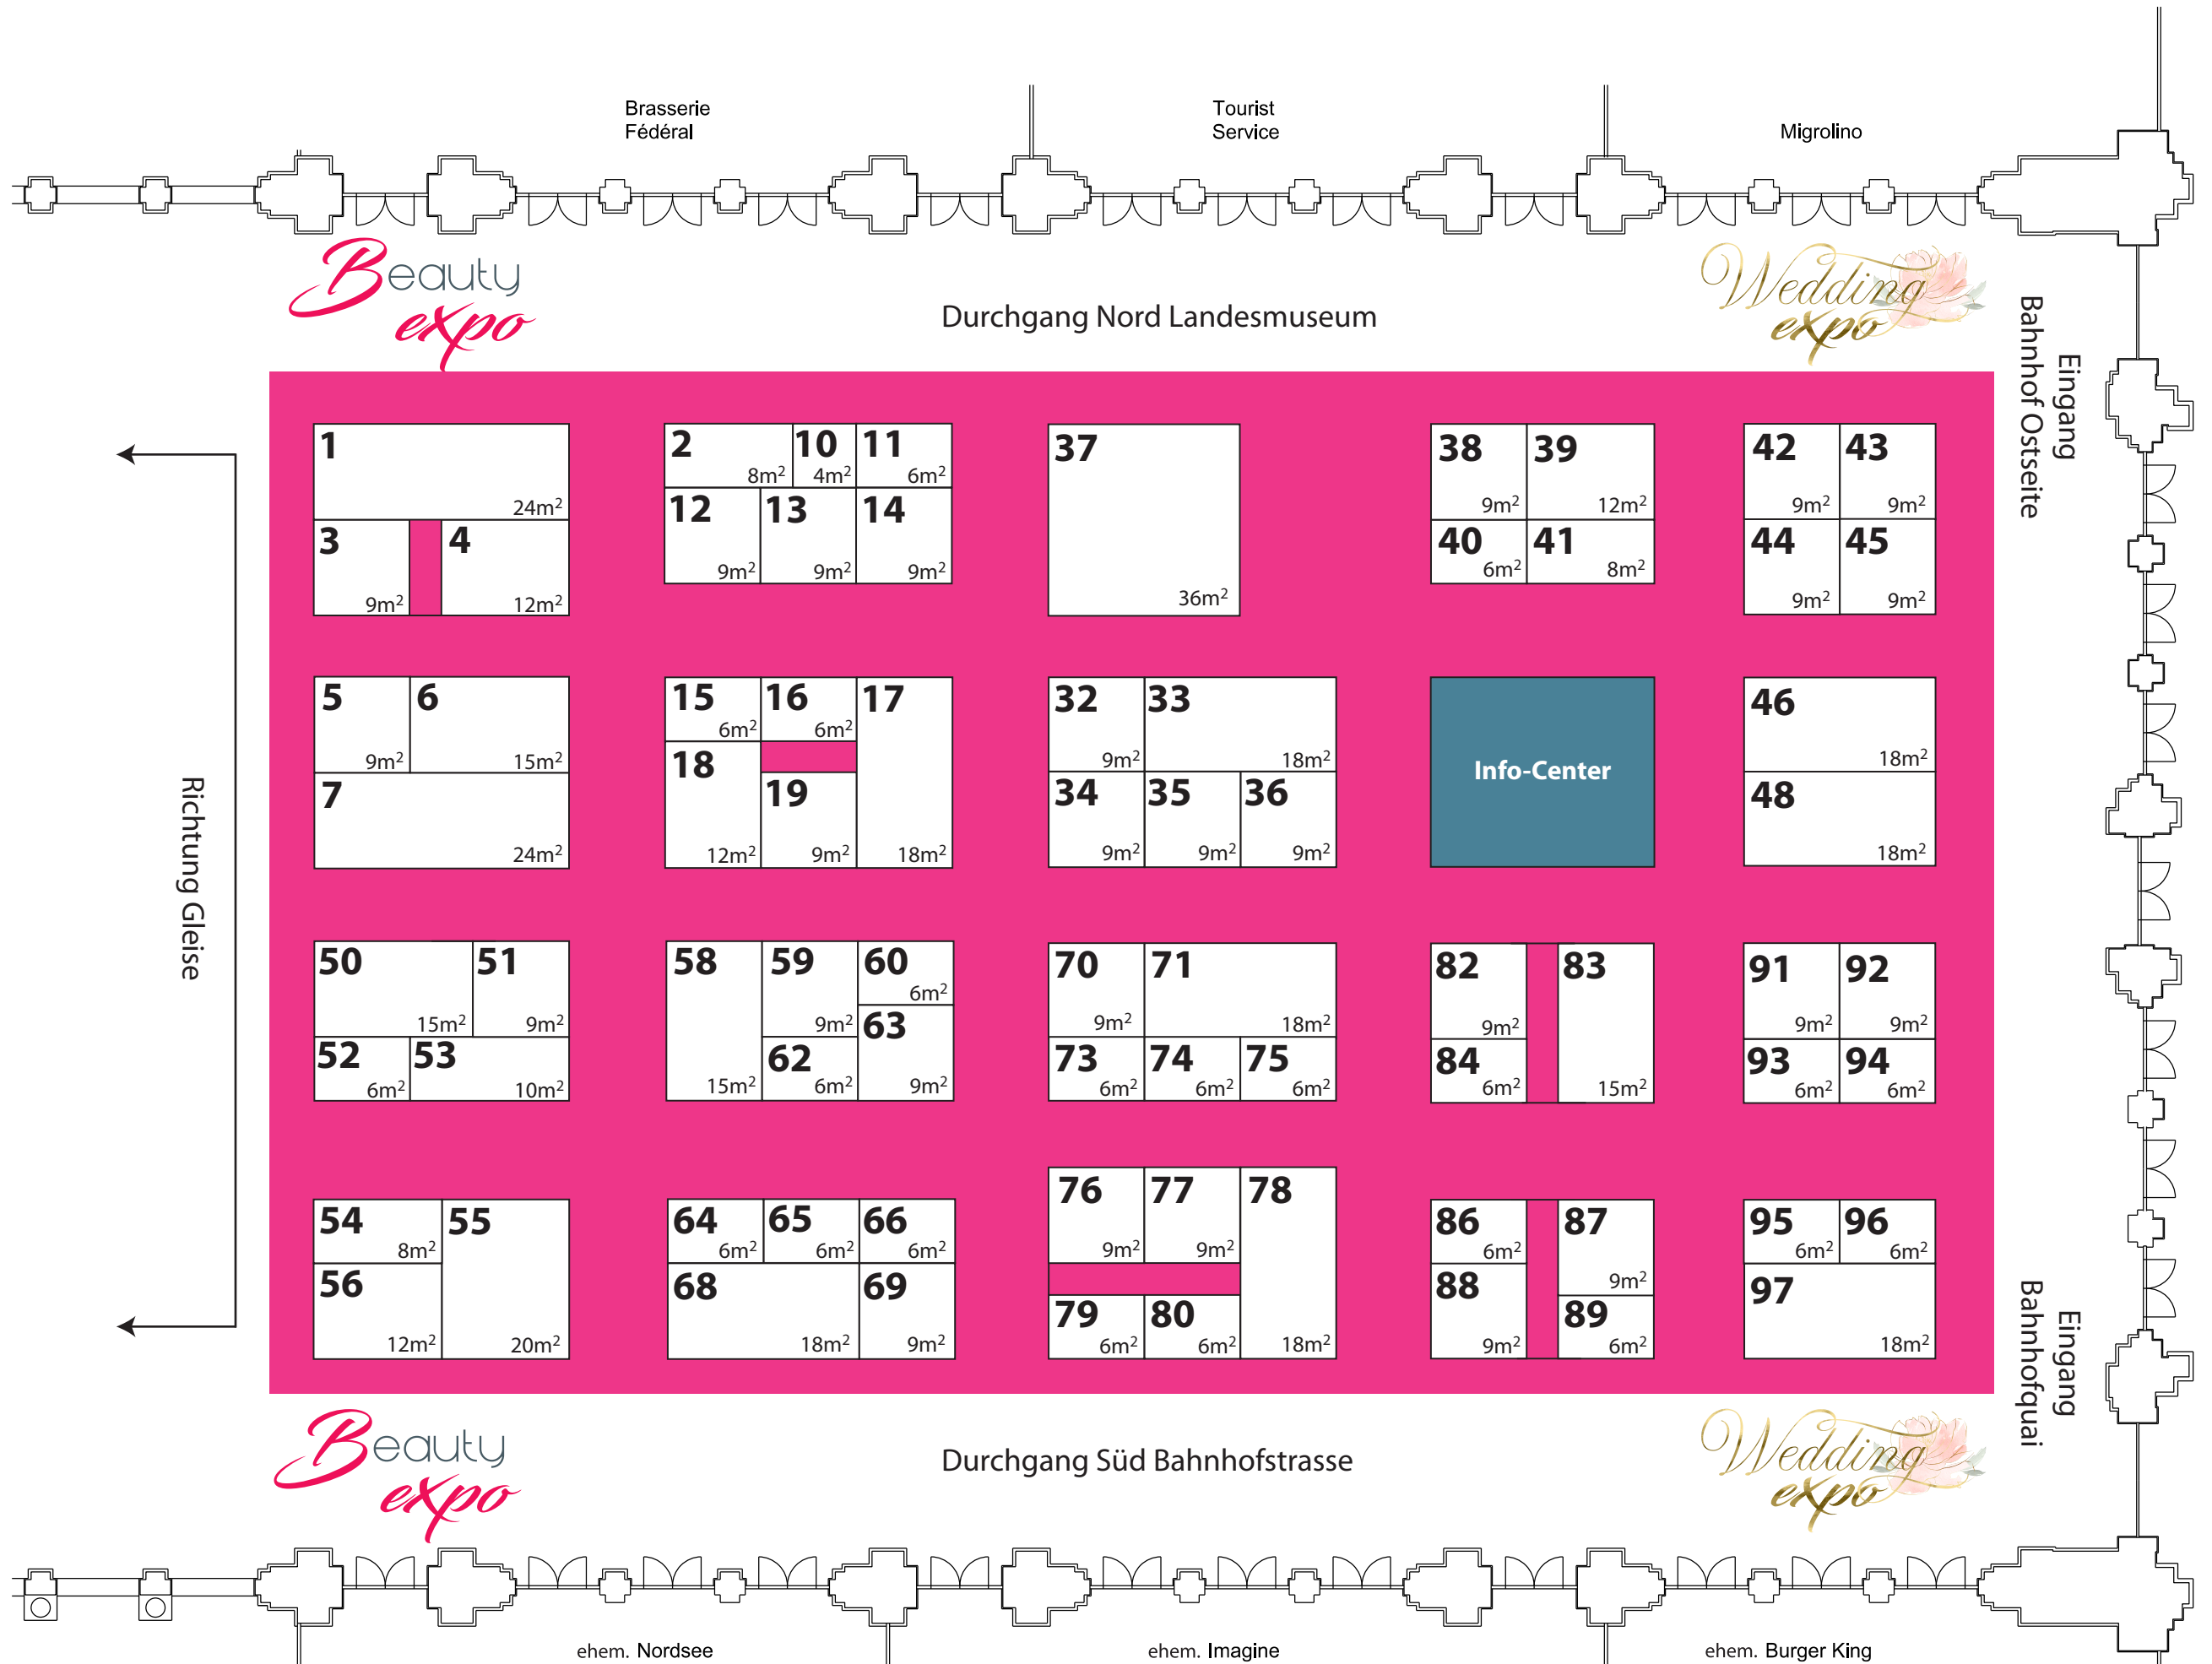 Brasserie
Fédéral
Tourist
Service
Migrolino
Beauty
expo
Durchgang Nord Landesmuseum
Wedding
expo
Eingang
Bahnhof Ostseite
1
24m²
3
9m²
4
12m²
2
8m²
10
4m²
11
6m²
12
9m²
13
9m²
14
9m²
37
36m²
38
9m²
39
12m²
40
6m²
41
8m²
42
9m²
43
9m²
44
9m²
45
9m²
Richtung Gleise
5
9m²
6
15m²
7
24m²
15
6m²
16
6m²
17
18m²
18
12m²
19
9m²
32
9m²
33
18m²
34
9m²
35
9m²
36
9m²
Info-Center
46
18m²
48
18m²
50
15m²
51
9m²
52
6m²
53
10m²
58
15m²
59
9m²
60
6m²
62
6m²
63
9m²
70
9m²
71
18m²
73
6m²
74
6m²
75
6m²
82
9m²
83
15m²
84
6m²
91
9m²
92
9m²
93
6m²
94
6m²
54
8m²
55
20m²
56
12m²
64
6m²
65
6m²
66
6m²
68
18m²
69
9m²
76
9m²
77
9m²
78
18m²
79
6m²
80
6m²
86
6m²
87
9m²
88
9m²
89
6m²
95
6m²
96
6m²
97
18m²
Eingang
Bahnhofquai
Beauty
expo
Durchgang Süd Bahnhofstrasse
Wedding
expo
ehem. Nordsee
ehem. Imagine
ehem. Burger King